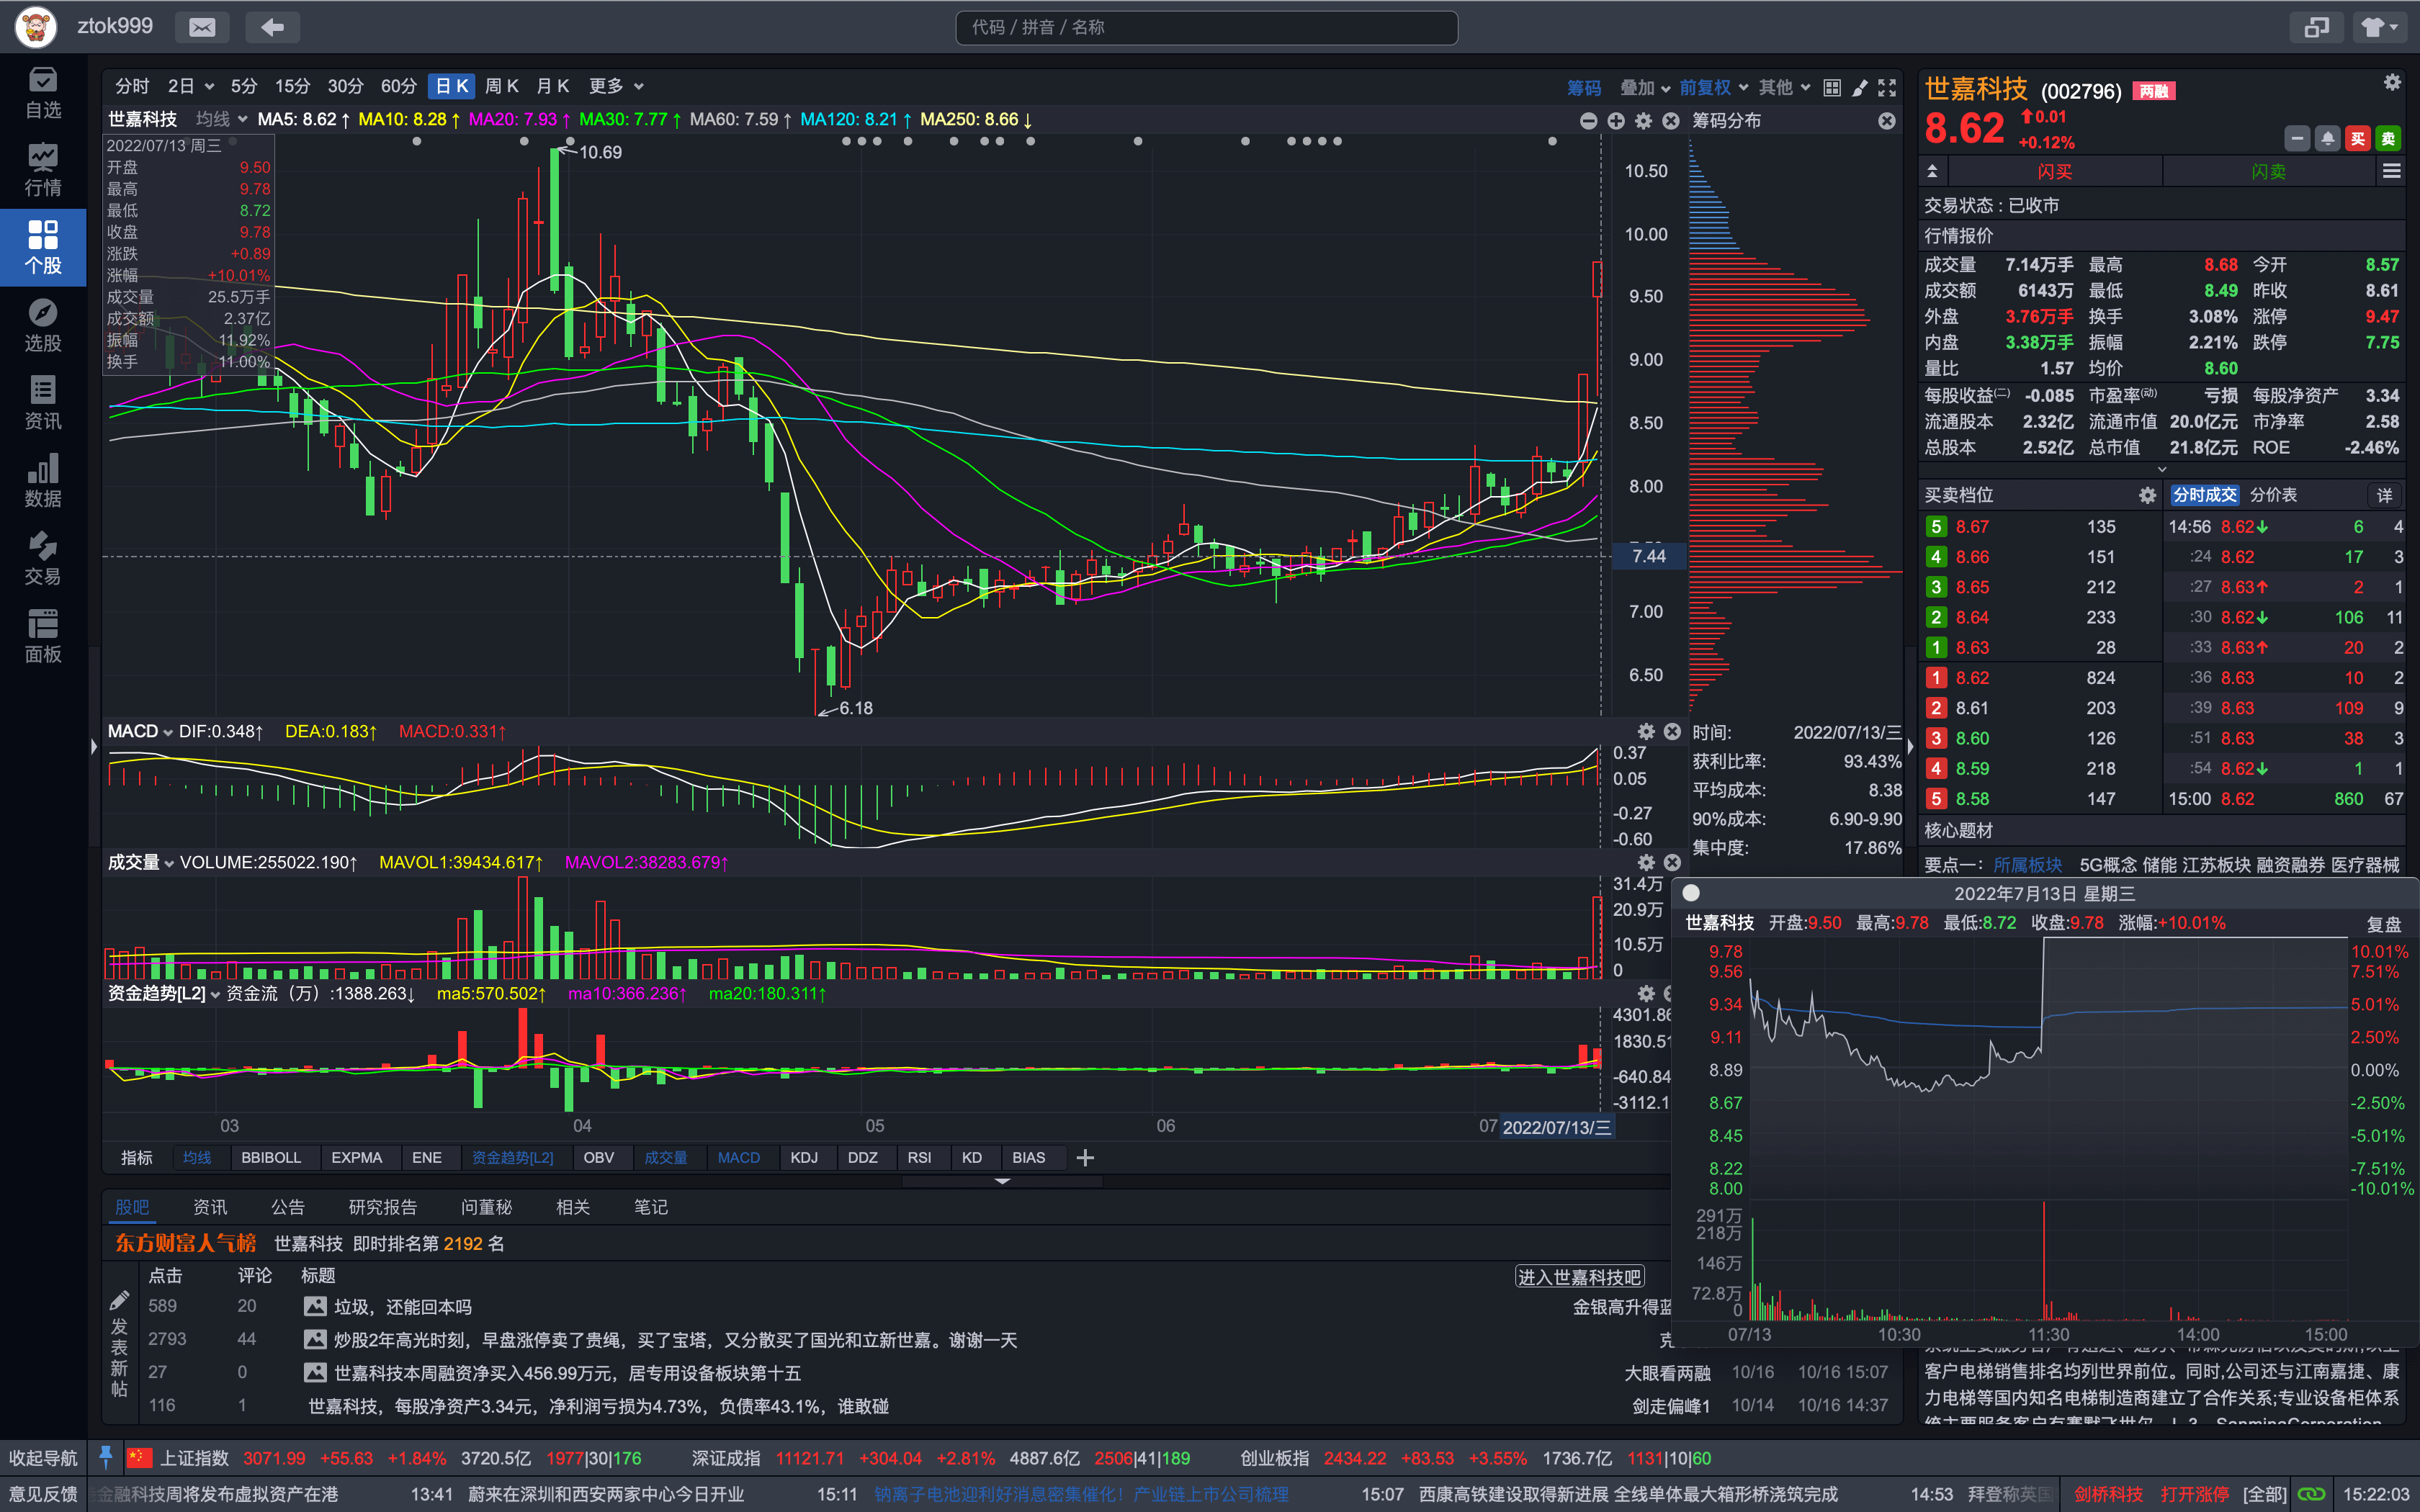 ztok999
代码 / 拼音 / 名称
自选
行情
个股
选股
资讯
数据
交易
面板
分时 2日 5分 15分 30分 60分 日K 周K 月K 更多
筹码 叠加 前复权 其他
世嘉科技 均线 MA5: 8.62↑ MA10: 8.28↑ MA20: 7.93↑ MA30: 7.77↑ MA60: 7.59↑ MA120: 8.21↑ MA250: 8.66↓
筹码分布
2022/07/13 周三
开盘 9.50
最高 9.78
最低 8.72
收盘 9.78
涨跌 +0.89
涨幅 +10.01%
成交量 25.5万手
成交额 2.37亿
振幅 11.92%
换手 11.00%
10.69
6.18
10.50
10.00
9.50
9.00
8.50
8.00
7.44
7.00
6.50
MACD DIF:0.348↑ DEA:0.183↑ MACD:0.331↑
0.37
0.05
-0.27
-0.60
时间: 2022/07/13/三
获利比率: 93.43%
平均成本: 8.38
90%成本: 6.90-9.90
集中度: 17.86%
成交量 VOLUME:255022.190↑ MAVOL1:39434.617↑ MAVOL2:38283.679↑
31.4万
20.9万
10.5万
0
资金趋势[L2] 资金流（万）:1388.263↓ ma5:570.502↑ ma10:366.236↑ ma20:180.311↑
4301.86
1830.51
-640.84
-3112.1
03 04 05 06 07 2022/07/13/三
指标 均线 BBIBOLL EXPMA ENE 资金趋势[L2] OBV 成交量 MACD KDJ DDZ RSI KD BIAS
股吧 资讯 公告 研究报告 问董秘 相关 笔记
东方财富人气榜 世嘉科技 即时排名第 2192 名
发表新帖
点击 评论 标题 进入世嘉科技吧
589 20 垃圾，还能回本吗 金银高升得
2793 44 炒股2年高光时刻，早盘涨停卖了贵绳，买了宝塔，又分散买了国光和立新世嘉。谢谢一天
27 0 世嘉科技本周融资净买入456.99万元，居专用设备板块第十五 大眼看两融 10/16 10/16 15:07
116 1 世嘉科技，每股净资产3.34元，净利润亏损为4.73%，负债率43.1%，谁敢碰 剑走偏峰1 10/14 10/16 14:37
世嘉科技 (002796) 两融
8.62 0.01
+0.12%
买 卖
闪买 闪卖
交易状态 : 已收市
行情报价
成交量 7.14万手 最高 8.68 今开 8.57
成交额 6143万 最低 8.49 昨收 8.61
外盘 3.76万手 换手 3.08% 涨停 9.47
内盘 3.38万手 振幅 2.21% 跌停 7.75
量比 1.57 均价 8.60
每股收益(二) -0.085 市盈率(动) 亏损 每股净资产 3.34
流通股本 2.32亿 流通市值 20.0亿元 市净率 2.58
总股本 2.52亿 总市值 21.8亿元 ROE -2.46%
买卖档位
5 8.67 135
4 8.66 151
3 8.65 212
2 8.64 233
1 8.63 28
1 8.62 824
2 8.61 203
3 8.60 126
4 8.59 218
5 8.58 147
分时成交 分价表 详
14:56 8.62↓ 6 4
:24 8.62 17 3
:27 8.63↑ 2 1
:30 8.62↓ 106 11
:33 8.63↑ 20 2
:36 8.63 10 2
:39 8.63 109 9
:51 8.63 38 3
:54 8.62↓ 1 1
15:00 8.62 860 67
核心题材
要点一: 所属板块 5G概念 储能 江苏板块 融资融券 医疗器械
2022年7月13日 星期三
世嘉科技 开盘:9.50 最高:9.78 最低:8.72 收盘:9.78 涨幅:+10.01% 复盘
9.78 10.01%
9.56 7.51%
9.34 5.01%
9.11 2.50%
8.89 0.00%
8.67 -2.50%
8.45 -5.01%
8.22 -7.51%
8.00 -10.01%
291万
218万
146万
72.8万
0
07/13 10:30 11:30 14:00 15:00
客户电梯销售排名均列世界前位。同时,公司还与江南嘉捷、康
力电梯等国内知名电梯制造商建立了合作关系;专业设备柜体系
收起导航 上证指数 3071.99 +55.63 +1.84% 3720.5亿 1977|30|176 深证成指 11121.71 +304.04 +2.81% 4887.6亿 2506|41|189 创业板指 2434.22 +83.53 +3.55% 1736.7亿 1131|10|60
意见反馈 金融科技周将发布虚拟资产在港 13:41 蔚来在深圳和西安两家中心今日开业 15:11 钠离子电池迎利好消息密集催化！产业链上市公司梳理 15:07 西康高铁建设取得新进展 全线单体最大箱形桥浇筑完成 14:53 拜登称英国 剑桥科技 打开涨停 [全部] 15:22:03